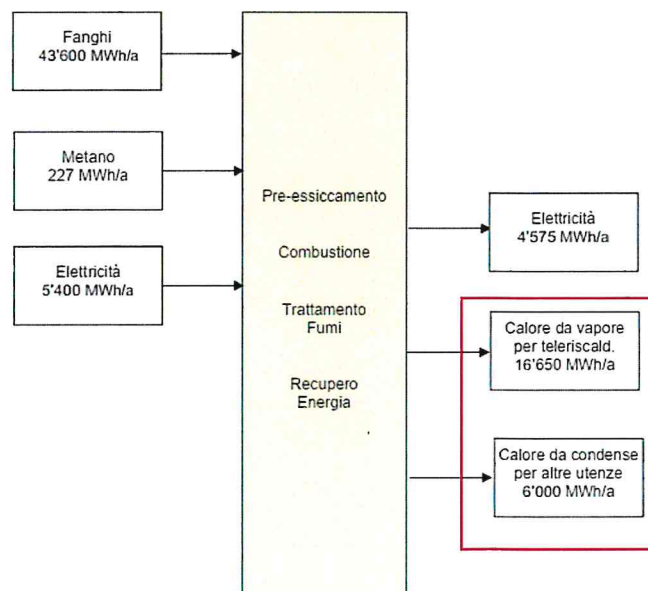 Fanghi
43'600 MWh/a
Metano
227 MWh/a
Elettricità
5'400 MWh/a
Pre-essiccamento
Combustione
Trattamento
Fumi
Recupero
Energia
Elettricità
4'575 MWh/a
Calore da vapore
per teleriscald.
16'650 MWh/a
Calore da condense
per altre utenze
6'000 MWh/a